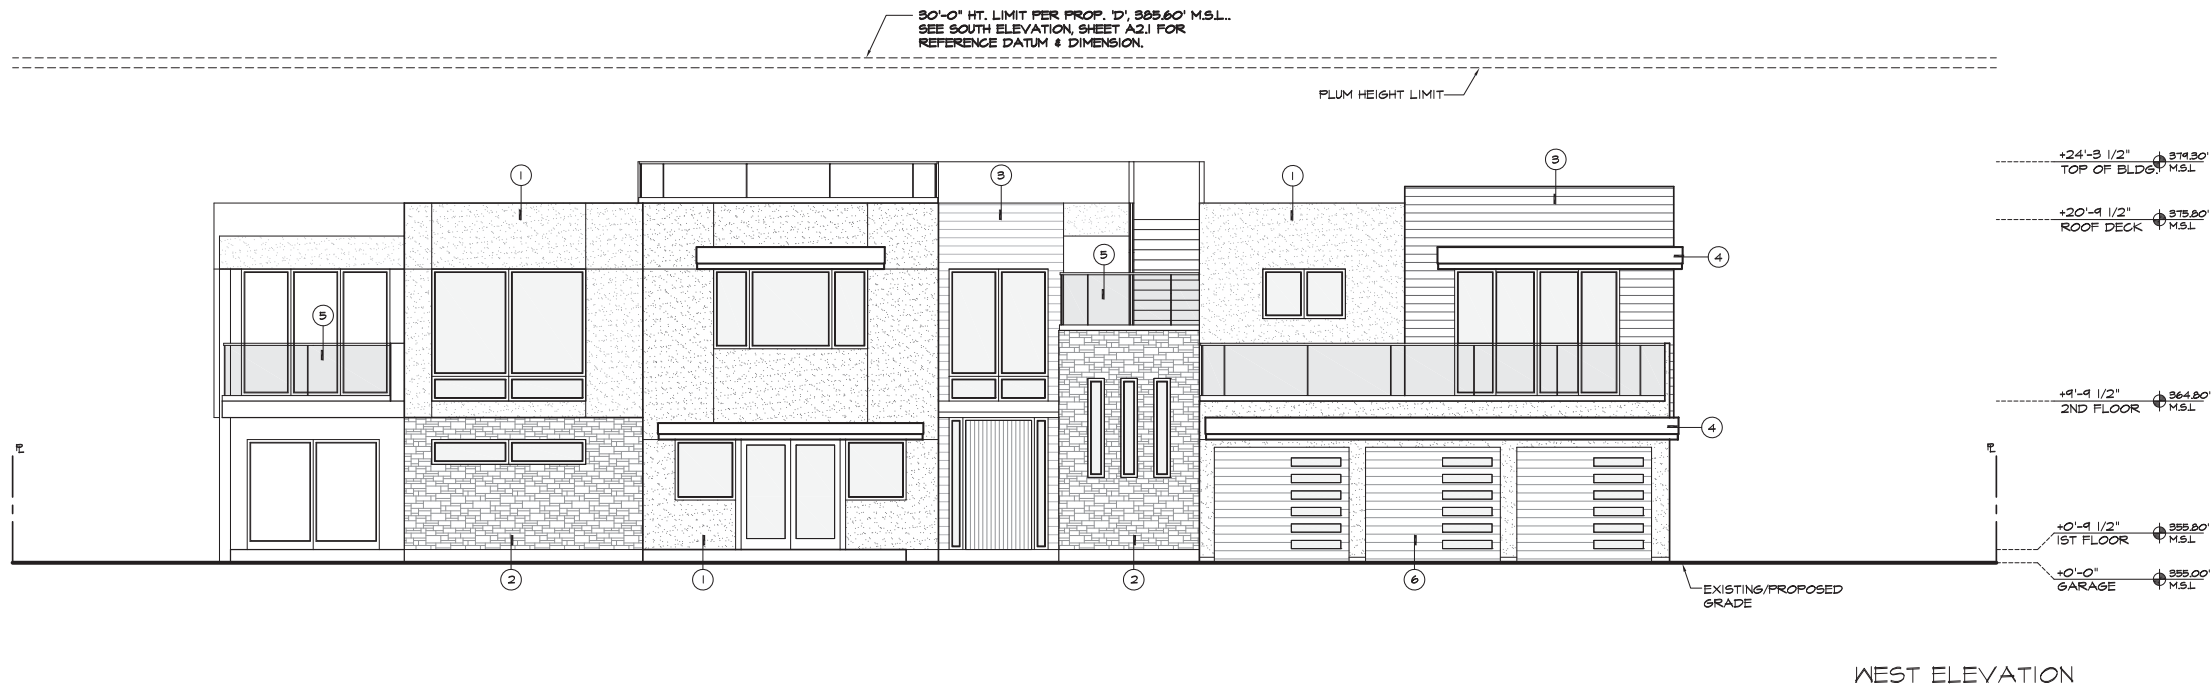 30'-0" HT. LIMIT PER PROP. 'D', 385.60' M.S.L..
SEE SOUTH ELEVATION, SHEET A2.1 FOR
REFERENCE DATUM & DIMENSION.
PLUM HEIGHT LIMIT
+24'-3 1/2" 379.30'
TOP OF BLDG. M.S.L
3
1
3
1
+20'-9 1/2" 375.80'
ROOF DECK M.S.L
5
4
5
+9'-9 1/2" 364.80'
2ND FLOOR M.S.L
4
PL
PL
+0'-9 1/2" 355.80'
1ST FLOOR M.S.L
2
1
2
6
+0'-0" 355.00'
GARAGE M.S.L
EXISTING/PROPOSED
GRADE
WEST ELEVATION